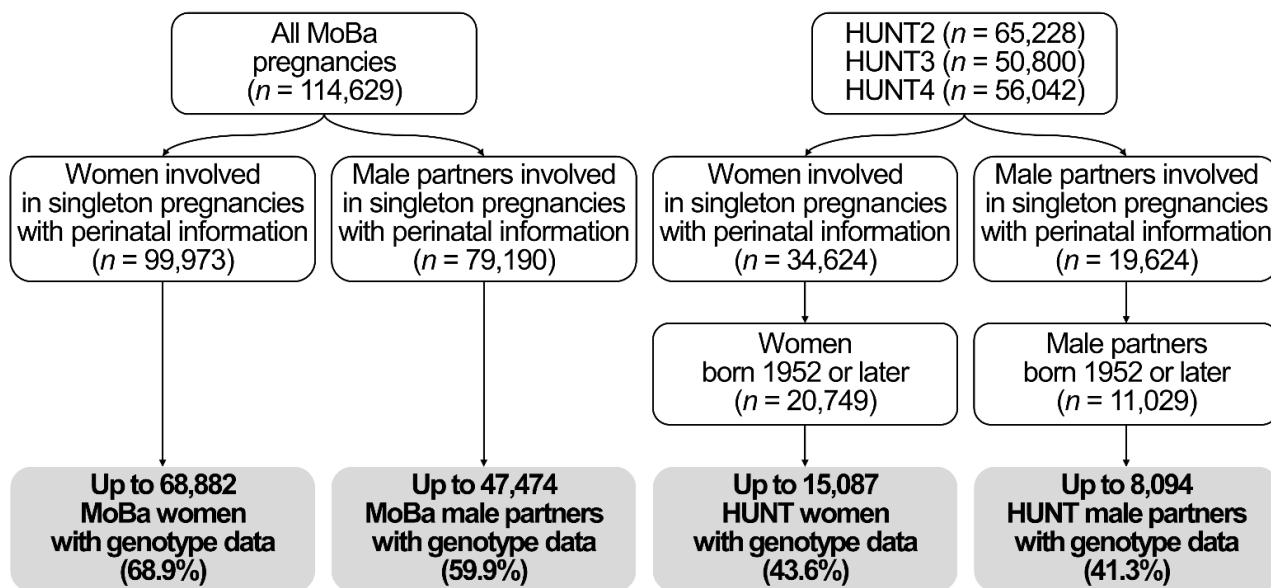 All MoBa
pregnancies
(n = 114,629)
HUNT2 (n = 65,228)
HUNT3 (n = 50,800)
HUNT4 (n = 56,042)
Women involved
in singleton pregnancies
with perinatal information
(n = 99,973)
Male partners involved
in singleton pregnancies
with perinatal information
(n = 79,190)
Women involved
in singleton pregnancies
with perinatal information
(n = 34,624)
Male partners involved
in singleton pregnancies
with perinatal information
(n = 19,624)
Women
born 1952 or later
(n = 20,749)
Male partners
born 1952 or later
(n = 11,029)
Up to 68,882
MoBa women
with genotype data
(68.9%)
Up to 47,474
MoBa male partners
with genotype data
(59.9%)
Up to 15,087
HUNT women
with genotype data
(43.6%)
Up to 8,094
HUNT male partners
with genotype data
(41.3%)